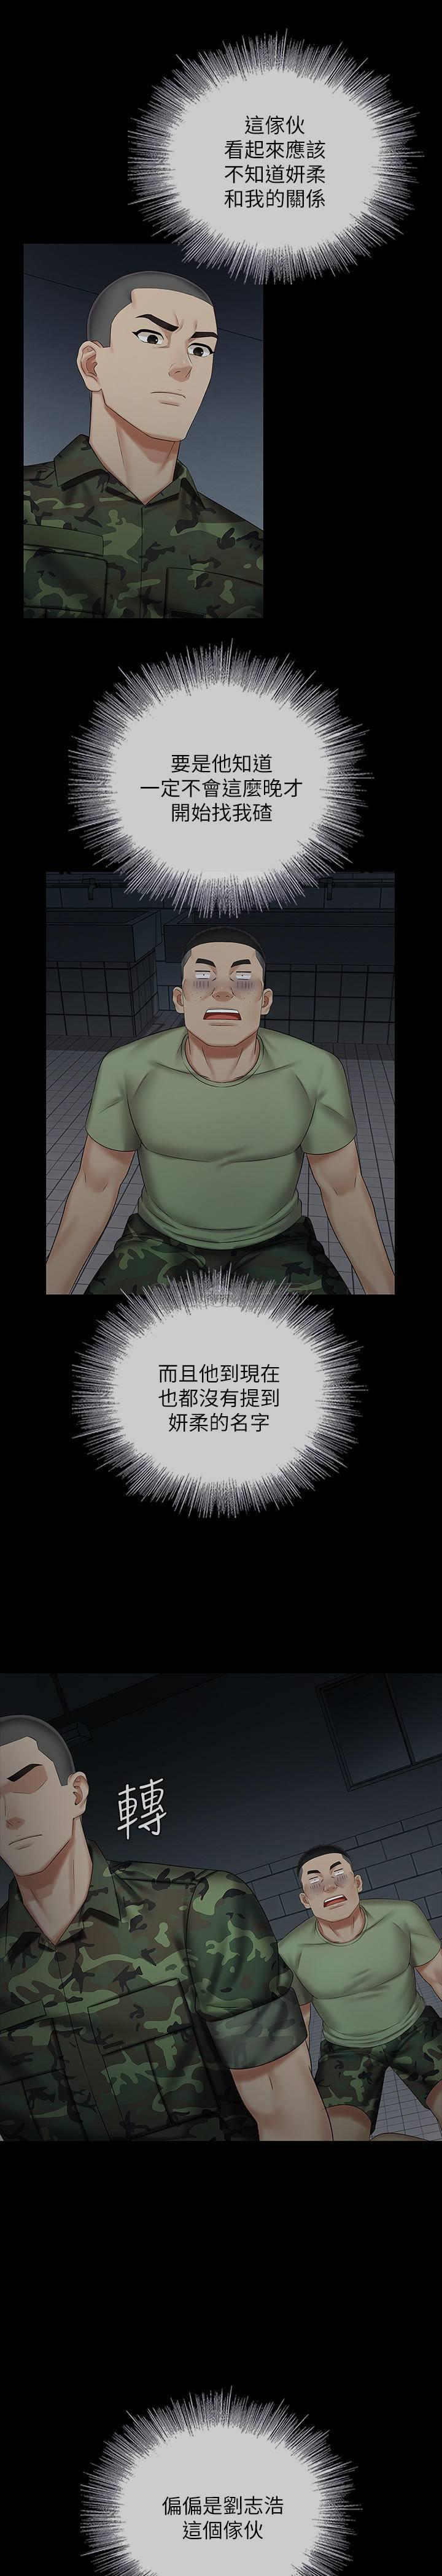 這傢伙
看起來應該
不知道妍柔
和我的關係
要是他知道
一定不會這麼晚才
開始找我碴
而且他到現在
也都沒有提到
妍柔的名字
轉
偏偏是劉志浩
這個傢伙